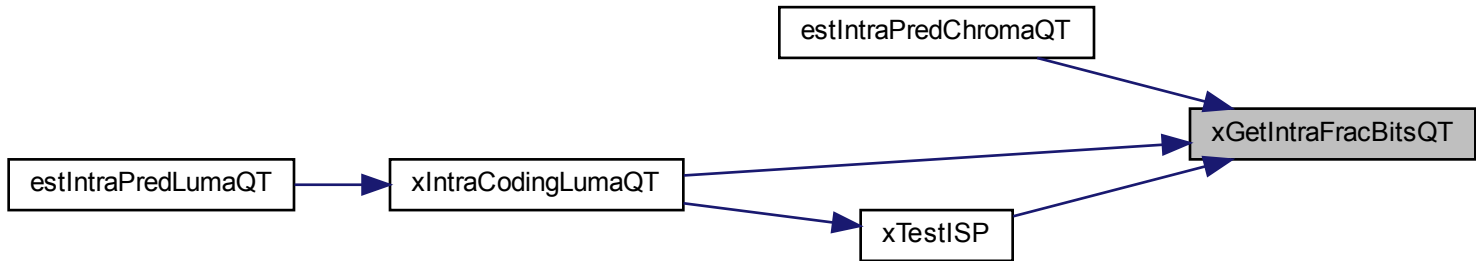 estIntraPredChromaQT
xGetIntraFracBitsQT
estIntraPredLumaQT
xIntraCodingLumaQT
xTestISP